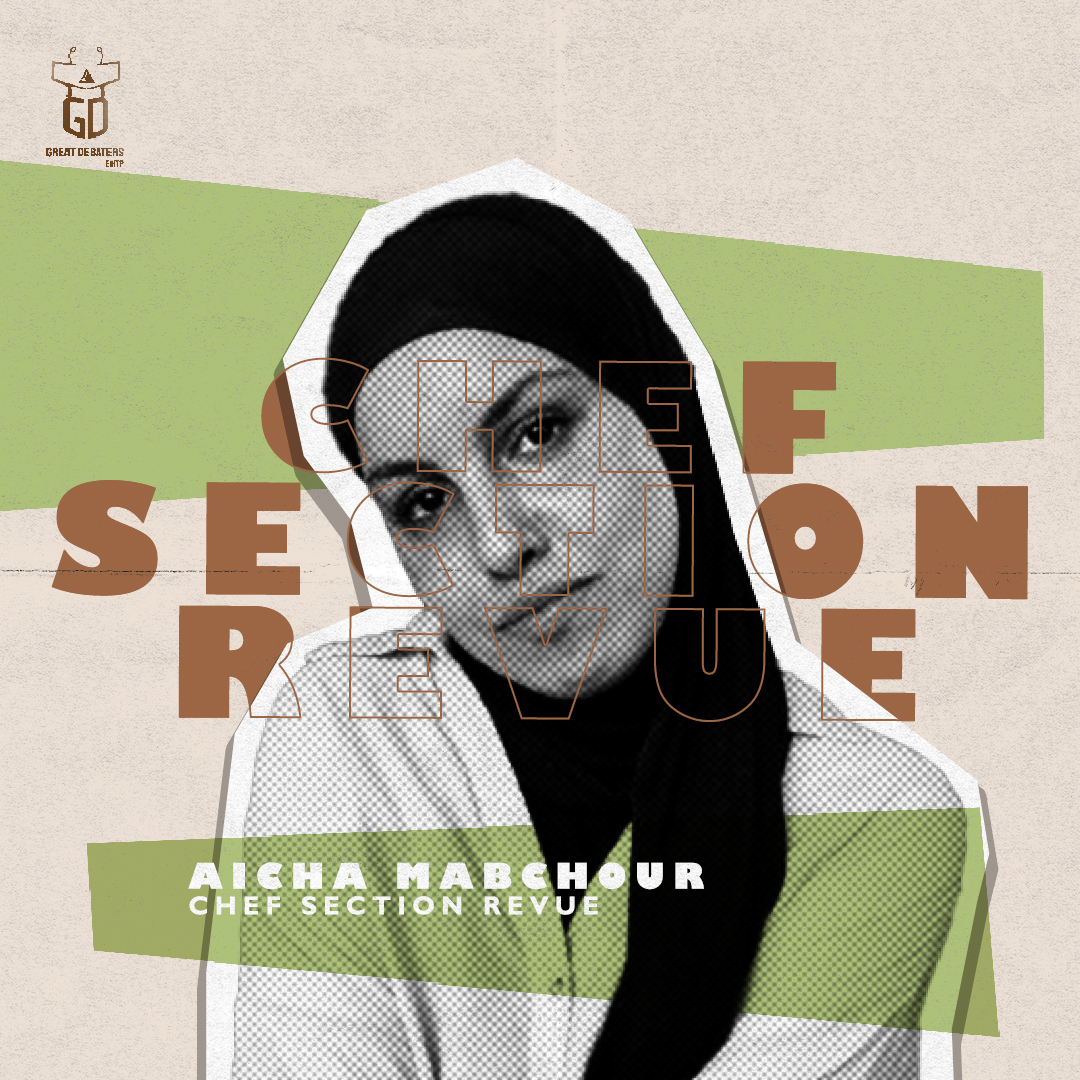 GD
GREAT DEBATERS
EHTP
CHEF
SECTION
REVUE
AICHA MABCHOUR
CHEF SECTION REVUE